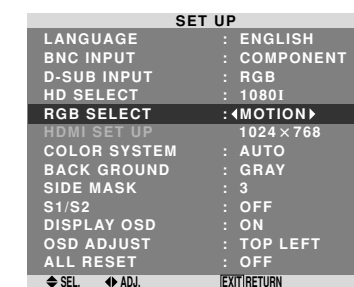 SET UP
LANGUAGE : ENGLISH
BNC INPUT : COMPONENT
D-SUB INPUT : RGB
HD SELECT : 1080I
RGB SELECT :◀MOTION▶
HDMI SET UP 1024×768
COLOR SYSTEM : AUTO
BACK GROUND : GRAY
SIDE MASK : 3
S1/S2 : OFF
DISPLAY OSD : ON
OSD ADJUST : TOP LEFT
ALL RESET : OFF
▲▼ SEL. ◀▶ ADJ. EXIT RETURN